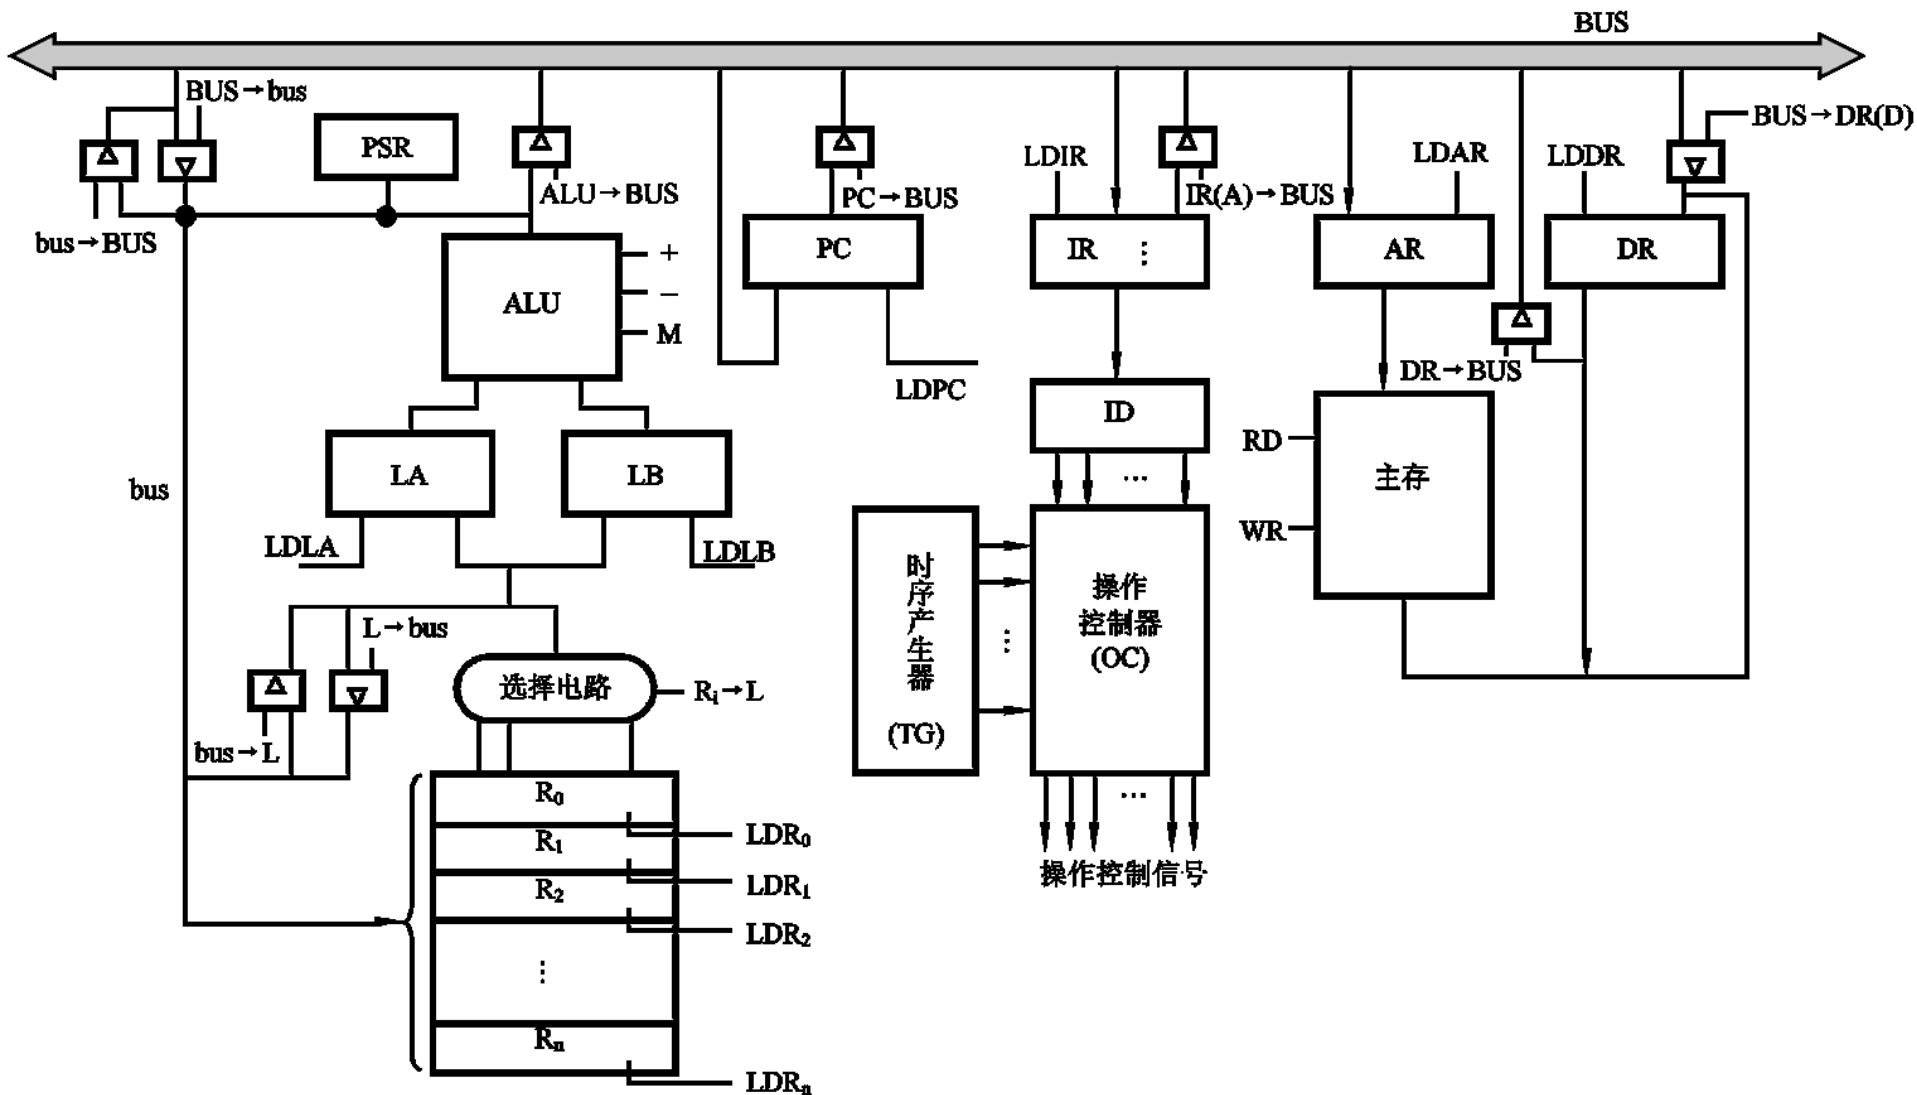 BUS
BUS→bus
BUS→DR(D)
PSR
LDIR
LDAR
LDDR
ALU→BUS
PC→BUS
IR(A)→BUS
bus→BUS
+
−
M
ALU
PC
IR ⋮
AR
DR
DR→BUS
LDPC
ID
RD
WR
主存
LA
LB
bus
LDLA
LDLB
…
时序产生器
(TG)
⋮
操作
控制器
(OC)
L→bus
选择电路
Ri→L
bus→L
R0
LDR0
R1
LDR1
R2
LDR2
⋮
Rn
LDRn
…
操作控制信号